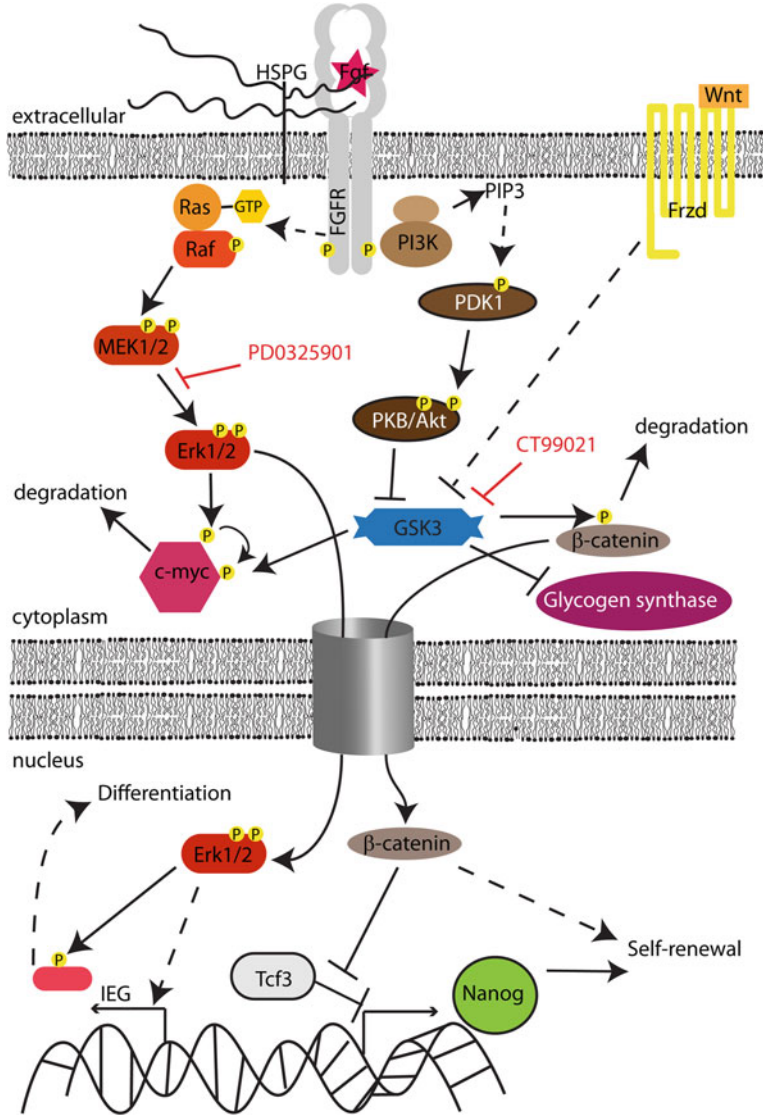 HSPG
Fgf
Wnt
extracellular
Ras
GTP
FGFR
PIP3
Frzd
Raf
P
P
P
PI3K
P
PDK1
P
P
MEK1/2
PD0325901
P
P
PKB/Akt
P
P
Erk1/2
CT99021
degradation
degradation
P
GSK3
P
β-catenin
c-myc
P
Glycogen synthase
cytoplasm
nucleus
Differentiation
P
P
Erk1/2
β-catenin
P
Self-renewal
Tcf3
Nanog
IEG